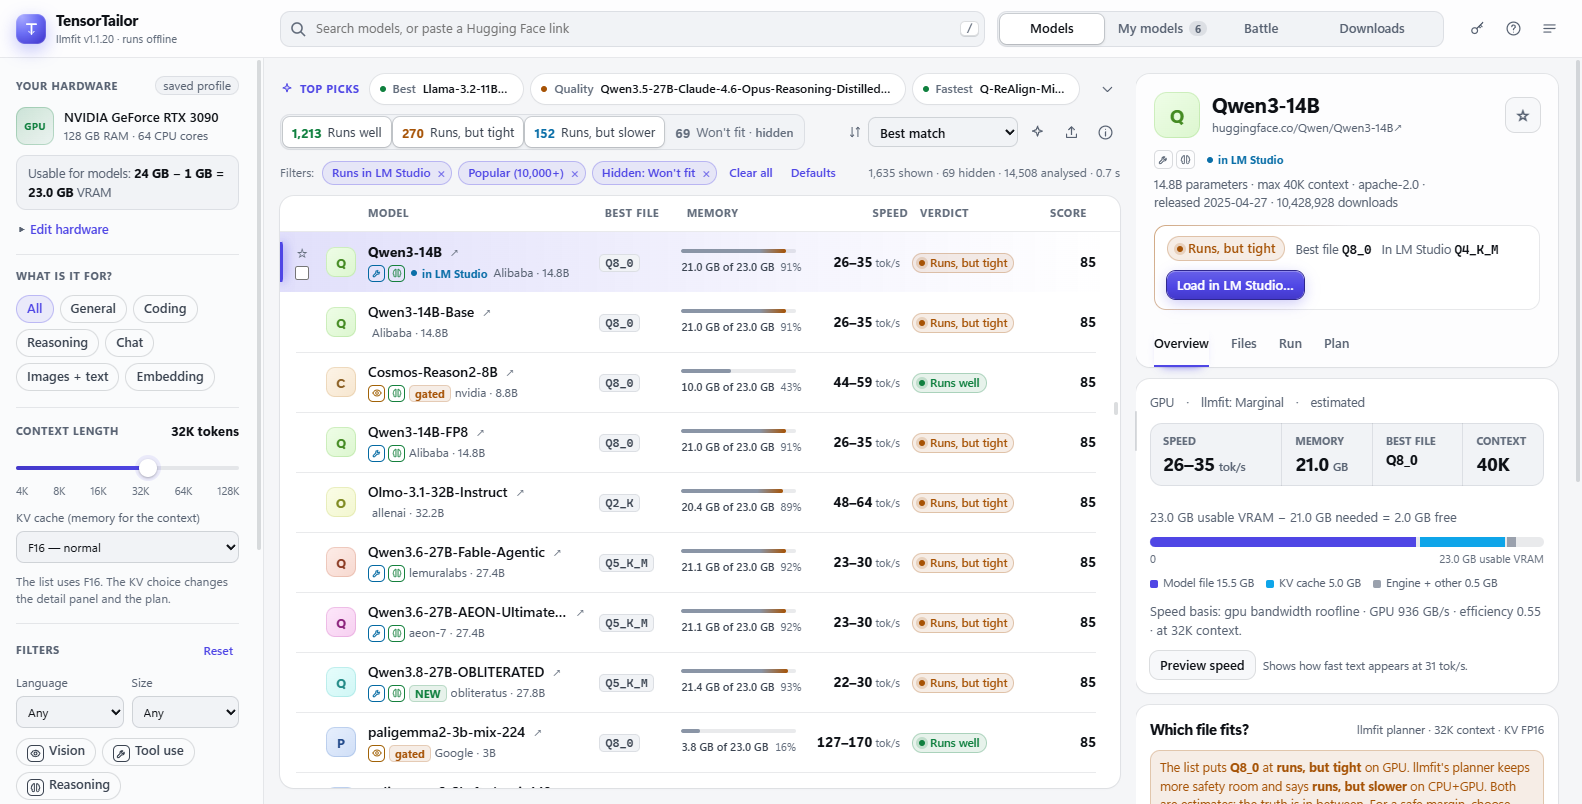 TensorTailor
llmfit v1.1.20 · runs offline
Search models, or paste a Hugging Face link
/
Models
My models 6
Battle
Downloads
YOUR HARDWARE
saved profile
GPU
NVIDIA GeForce RTX 3090
128 GB RAM · 64 CPU cores
Usable for models: 24 GB − 1 GB =
23.0 GB VRAM
▸ Edit hardware
WHAT IS IT FOR?
All
General
Coding
Reasoning
Chat
Images + text
Embedding
CONTEXT LENGTH
32K tokens
4K 8K 16K 32K 64K 128K
KV cache (memory for the context)
F16 — normal
The list uses F16. The KV choice changes
the detail panel and the plan.
FILTERS
Reset
Language
Size
Any
Any
Vision
Tool use
Reasoning
TOP PICKS
Best Llama-3.2-11B...
Quality Qwen3.5-27B-Claude-4.6-Opus-Reasoning-Distilled...
Fastest Q-ReAlign-Mi...
1,213 Runs well
270 Runs, but tight
152 Runs, but slower
69 Won't fit · hidden
Best match
Filters:
Runs in LM Studio ×
Popular (10,000+) ×
Hidden: Won't fit ×
Clear all
Defaults
1,635 shown · 69 hidden · 14,508 analysed · 0.7 s
MODEL BEST FILE MEMORY SPEED VERDICT SCORE
Q
Qwen3-14B ↗
in LM Studio Alibaba · 14.8B
Q8_0
21.0 GB of 23.0 GB 91%
26–35 tok/s
Runs, but tight
85
Q
Qwen3-14B-Base ↗
Alibaba · 14.8B
Q8_0
21.0 GB of 23.0 GB 91%
26–35 tok/s
Runs, but tight
85
C
Cosmos-Reason2-8B ↗
gated nvidia · 8.8B
Q8_0
10.0 GB of 23.0 GB 43%
44–59 tok/s
Runs well
85
Q
Qwen3-14B-FP8 ↗
Alibaba · 14.8B
Q8_0
21.0 GB of 23.0 GB 91%
26–35 tok/s
Runs, but tight
85
O
Olmo-3.1-32B-Instruct ↗
allenai · 32.2B
Q2_K
20.4 GB of 23.0 GB 89%
48–64 tok/s
Runs, but tight
85
Q
Qwen3.6-27B-Fable-Agentic ↗
lemuralabs · 27.4B
Q5_K_M
21.1 GB of 23.0 GB 92%
23–30 tok/s
Runs, but tight
85
Q
Qwen3.6-27B-AEON-Ultimate... ↗
aeon-7 · 27.4B
Q5_K_M
21.1 GB of 23.0 GB 92%
23–30 tok/s
Runs, but tight
85
Q
Qwen3.8-27B-OBLITERATED ↗
NEW obliteratus · 27.8B
Q5_K_M
21.4 GB of 23.0 GB 93%
22–30 tok/s
Runs, but tight
85
P
paligemma2-3b-mix-224 ↗
gated Google · 3B
Q8_0
3.8 GB of 23.0 GB 16%
127–170 tok/s
Runs well
85
Q
Qwen3-14B
huggingface.co/Qwen/Qwen3-14B↗
in LM Studio
14.8B parameters · max 40K context · apache-2.0 ·
released 2025-04-27 · 10,428,928 downloads
Runs, but tight Best file Q8_0 In LM Studio Q4_K_M
Load in LM Studio...
Overview Files Run Plan
GPU · llmfit: Marginal · estimated
SPEED
26–35 tok/s
MEMORY
21.0 GB
BEST FILE
Q8_0
CONTEXT
40K
23.0 GB usable VRAM − 21.0 GB needed = 2.0 GB free
0
23.0 GB usable VRAM
Model file 15.5 GB KV cache 5.0 GB Engine + other 0.5 GB
Speed basis: gpu bandwidth roofline · GPU 936 GB/s · efficiency 0.55
· at 32K context.
Preview speed
Shows how fast text appears at 31 tok/s.
Which file fits?
llmfit planner · 32K context · KV FP16
The list puts Q8_0 at runs, but tight on GPU. llmfit's planner keeps
more safety room and says runs, but slower on CPU+GPU. Both
are estimates: the truth is in between. For a safe margin, choose